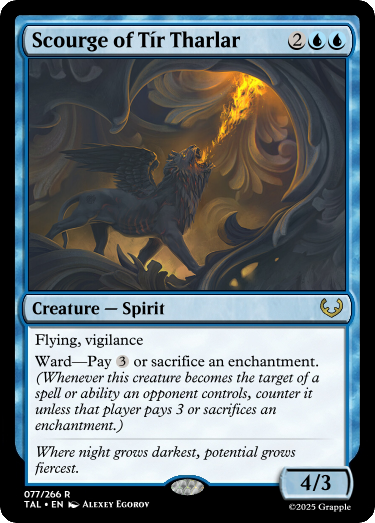 Scourge of Tír Tharlar 2
Creature — Spirit
Flying, vigilance
Ward—Pay 3 or sacrifice an enchantment.
(Whenever this creature becomes the target of a
spell or ability an opponent controls, counter it
unless that player pays 3 or sacrifices an
enchantment.)
Where night grows darkest, potential grows
fiercest.
4/3
077/266 R
TAL • EN Alexey Egorov
©2025 Grapple